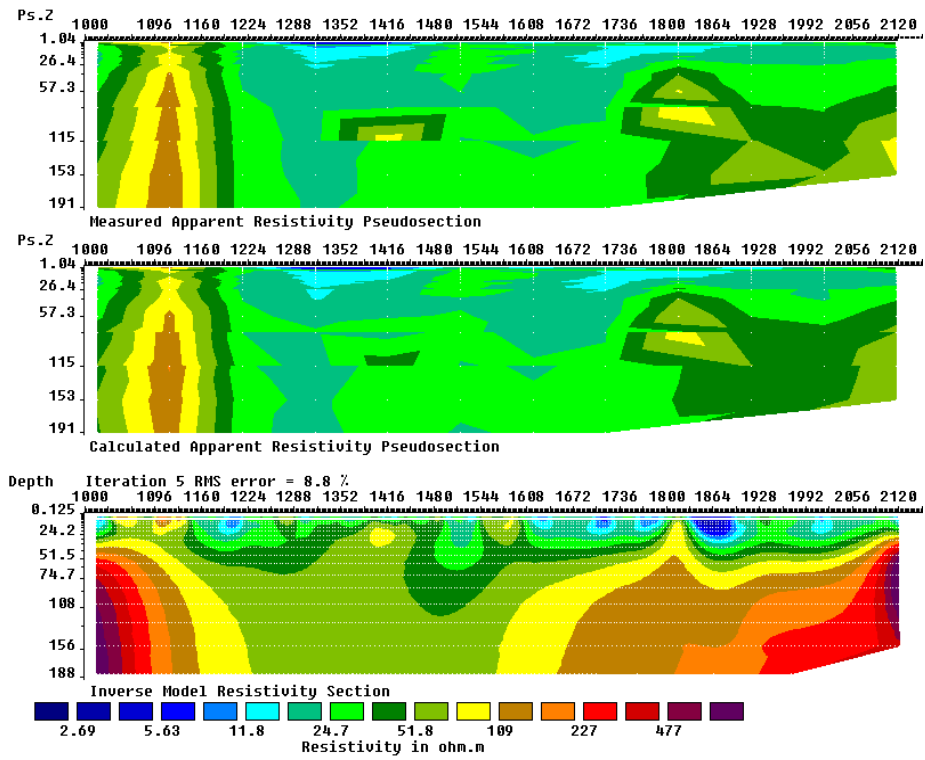 Ps.Z 1000 1096 1160 1224 1288 1352 1416 1480 1544 1608 1672 1736 1800 1864 1928 1992 2056 2120
1.04
26.4
57.3
115
153
191
Measured Apparent Resistivity Pseudosection
Ps.Z 1000 1096 1160 1224 1288 1352 1416 1480 1544 1608 1672 1736 1800 1864 1928 1992 2056 2120
1.04
26.4
57.3
115
153
191
Calculated Apparent Resistivity Pseudosection
Depth Iteration 5 RMS error = 8.8 %
1000 1096 1160 1224 1288 1352 1416 1480 1544 1608 1672 1736 1800 1864 1928 1992 2056 2120
0.125
24.2
51.5
74.7
108
156
188
Inverse Model Resistivity Section
2.69 5.63 11.8 24.7 51.8 109 227 477
Resistivity in ohm.m